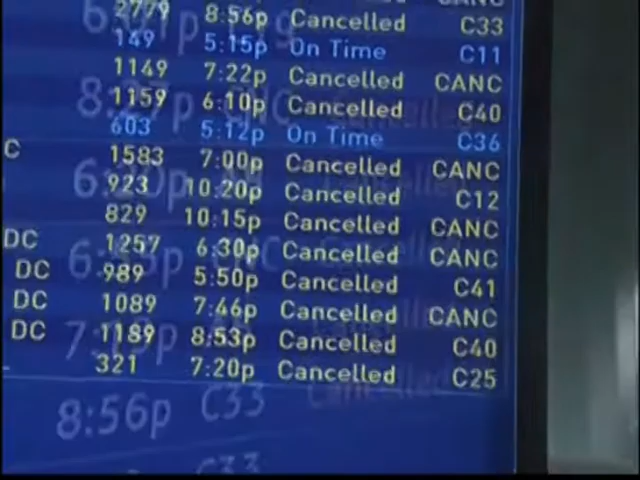 CANC
2779 8:56p Cancelled C33
149 5:15p On Time C11
1149 7:22p Cancelled CANC
1159 6:10p Cancelled C40
603 5:12p On Time C36
C 1583 7:00p Cancelled CANC
923 10:20p Cancelled C12
829 10:15p Cancelled CANC
DC 1257 6:30p Cancelled CANC
DC 989 5:50p Cancelled C41
DC 1089 7:46p Cancelled CANC
DC 1189 8:53p Cancelled C40
321 7:20p Cancelled C25
8:56p C33
C33